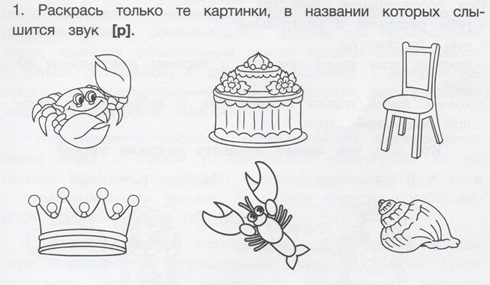 1. Раскрась только те картинки, в названии которых слы-
шится звук [р].